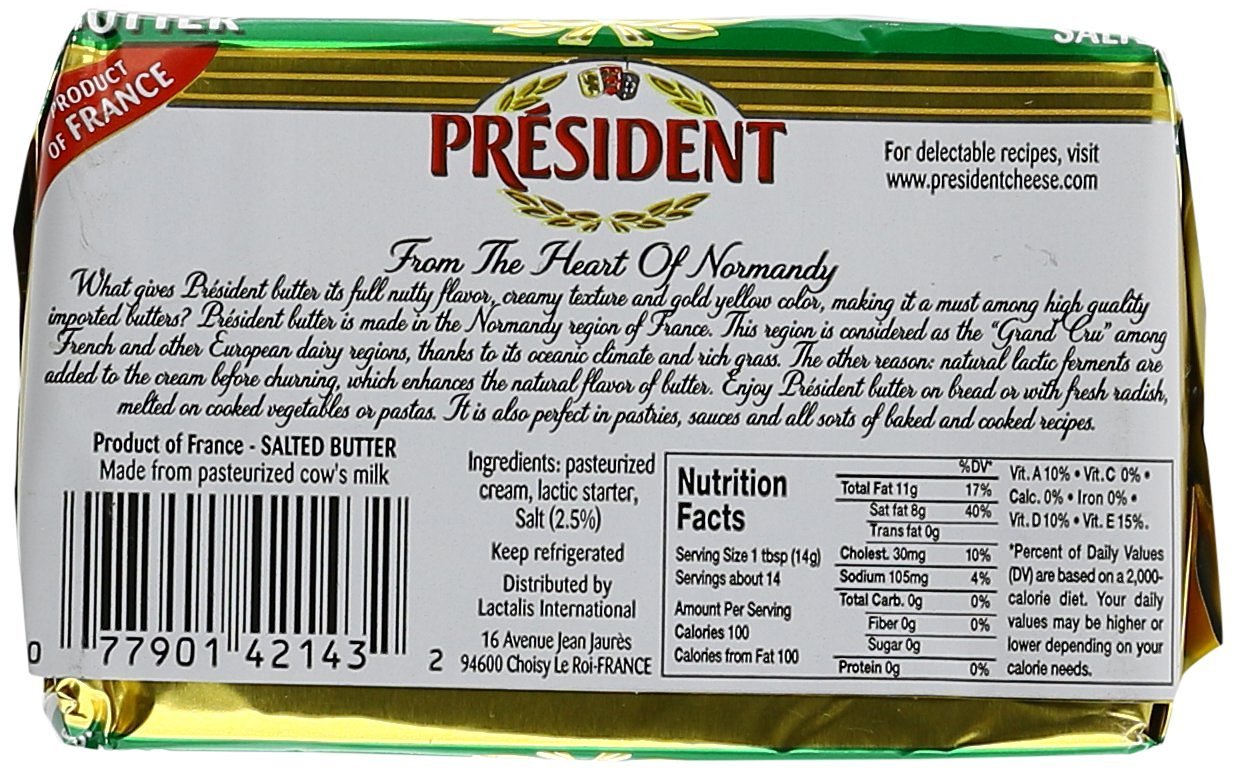 PRODUCT
OF FRANCE
PRÉSIDENT
For delectable recipes, visit
www.presidentcheese.com
From The Heart Of Normandy
What gives Président butter its full nutty flavor, creamy texture and gold yellow color, making it a must among high quality
imported butters? Président butter is made in the Normandy region of France. This region is considered as the "Grand Cru" among
French and other European dairy regions, thanks to its oceanic climate and rich grass. The other reason: natural lactic ferments are
added to the cream before churning, which enhances the natural flavor of butter. Enjoy Président butter on bread or with fresh radish,
melted on cooked vegetables or pastas. It is also perfect in pastries, sauces and all sorts of baked and cooked recipes.
Product of France - SALTED BUTTER
Made from pasteurized cow's milk
0 77901 42143 2
Ingredients: pasteurized
cream, lactic starter,
Salt (2.5%)
Keep refrigerated
Distributed by
Lactalis International
16 Avenue Jean Jaurès
94600 Choisy Le Roi-FRANCE
Nutrition
Facts
Serving Size 1 tbsp (14g)
Servings about 14
Amount Per Serving
Calories 100
Calories from Fat 100
%DV*
Total Fat 11g 17%
Sat fat 8g 40%
Trans fat 0g
Cholest. 30mg 10%
Sodium 105mg 4%
Total Carb. 0g 0%
Fiber 0g 0%
Sugar 0g
Protein 0g 0%
Vit. A 10% • Vit. C 0% •
Calc. 0% • Iron 0% •
Vit. D 10% • Vit. E 15%.
*Percent of Daily Values
(DV) are based on a 2,000-
calorie diet. Your daily
values may be higher or
lower depending on your
calorie needs.